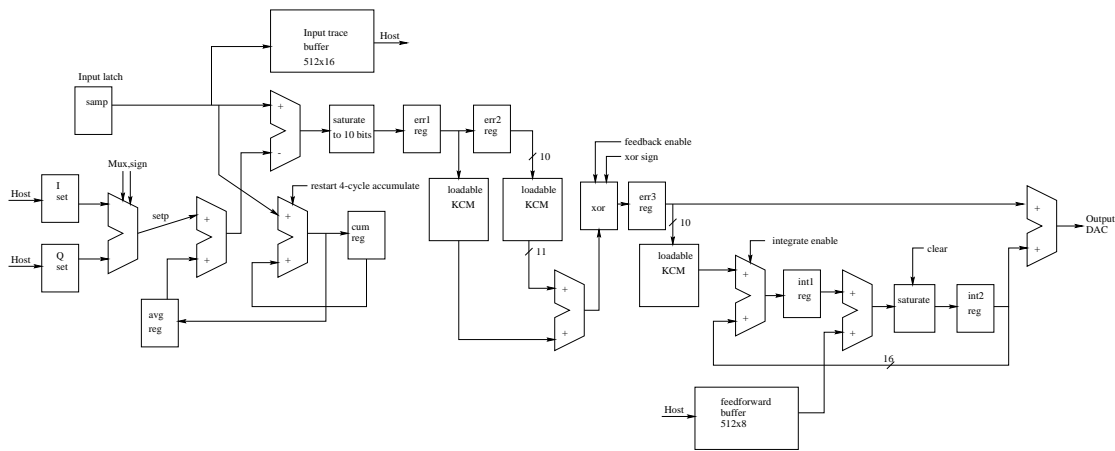 Input trace
buffer
512x16
Host
Input latch
samp
+
-
saturate
to 10 bits
err1
reg
err2
reg
10
feedback enable
xor sign
Mux,sign
Host
I
set
setp
Host
Q
set
+
+
avg
reg
restart 4-cycle accumulate
+
+
cum
reg
loadable
KCM
loadable
KCM
11
+
+
xor
err3
reg
10
loadable
KCM
integrate enable
+
+
int1
reg
+
+
clear
saturate
int2
reg
16
+
+
Output
DAC
Host
feedforward
buffer
512x8